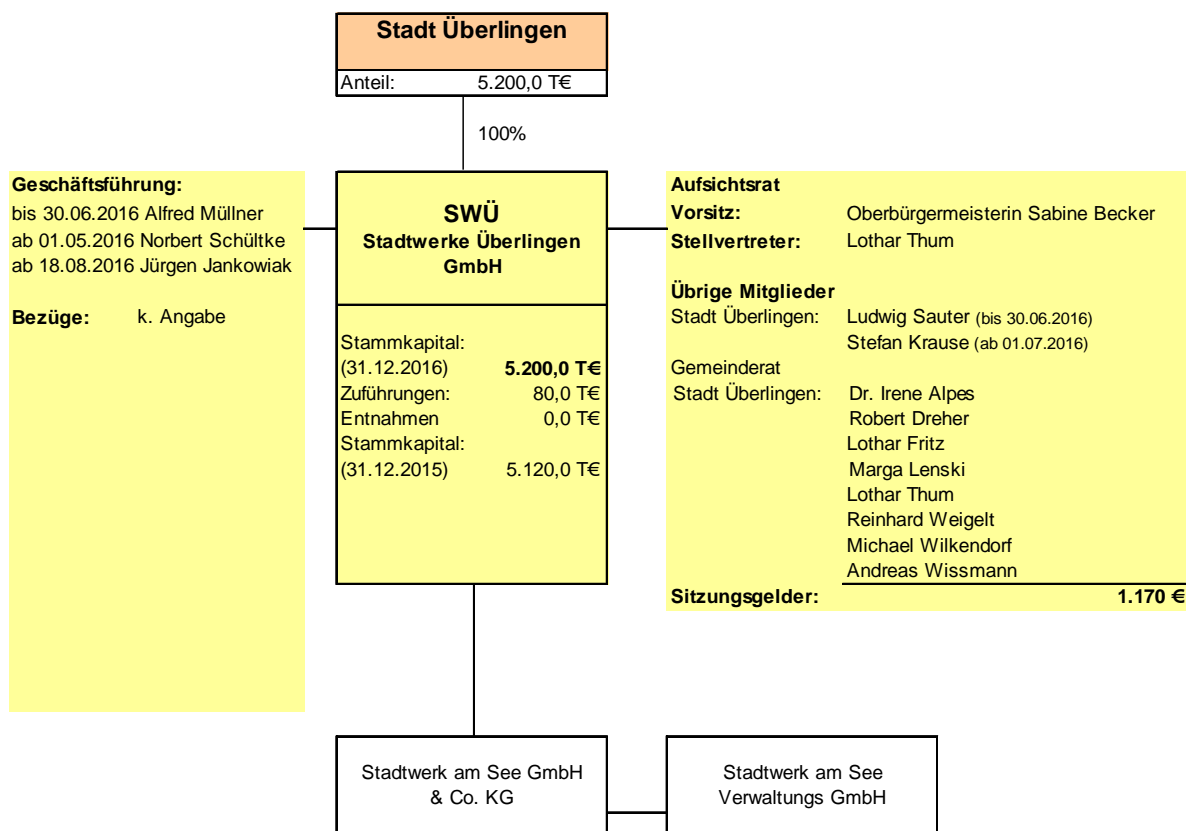 Stadt Überlingen
Anteil: 5.200,0 T€
100%
Geschäftsführung:
bis 30.06.2016 Alfred Müllner
ab 01.05.2016 Norbert Schültke
ab 18.08.2016 Jürgen Jankowiak
Bezüge: k. Angabe
SWÜ
Stadtwerke Überlingen
GmbH
Stammkapital:
(31.12.2016) 5.200,0 T€
Zuführungen: 80,0 T€
Entnahmen 0,0 T€
Stammkapital:
(31.12.2015) 5.120,0 T€
Aufsichtsrat
Vorsitz: Oberbürgermeisterin Sabine Becker
Stellvertreter: Lothar Thum
Übrige Mitglieder
Stadt Überlingen: Ludwig Sauter (bis 30.06.2016)
Stefan Krause (ab 01.07.2016)
Gemeinderat
Stadt Überlingen: Dr. Irene Alpes
Robert Dreher
Lothar Fritz
Marga Lenski
Lothar Thum
Reinhard Weigelt
Michael Wilkendorf
Andreas Wissmann
Sitzungsgelder: 1.170 €
Stadtwerk am See GmbH
& Co. KG
Stadtwerk am See
Verwaltungs GmbH